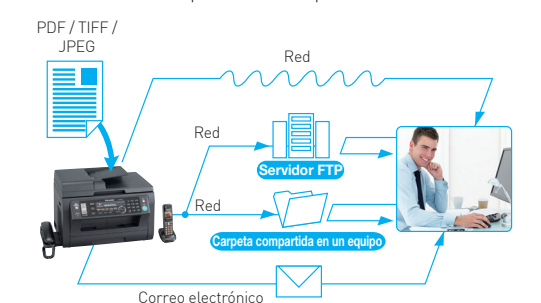 PDF / TIFF /
JPEG
Red
Red
Servidor FTP
Red
Carpeta compartida en un equipo
Correo electrónico